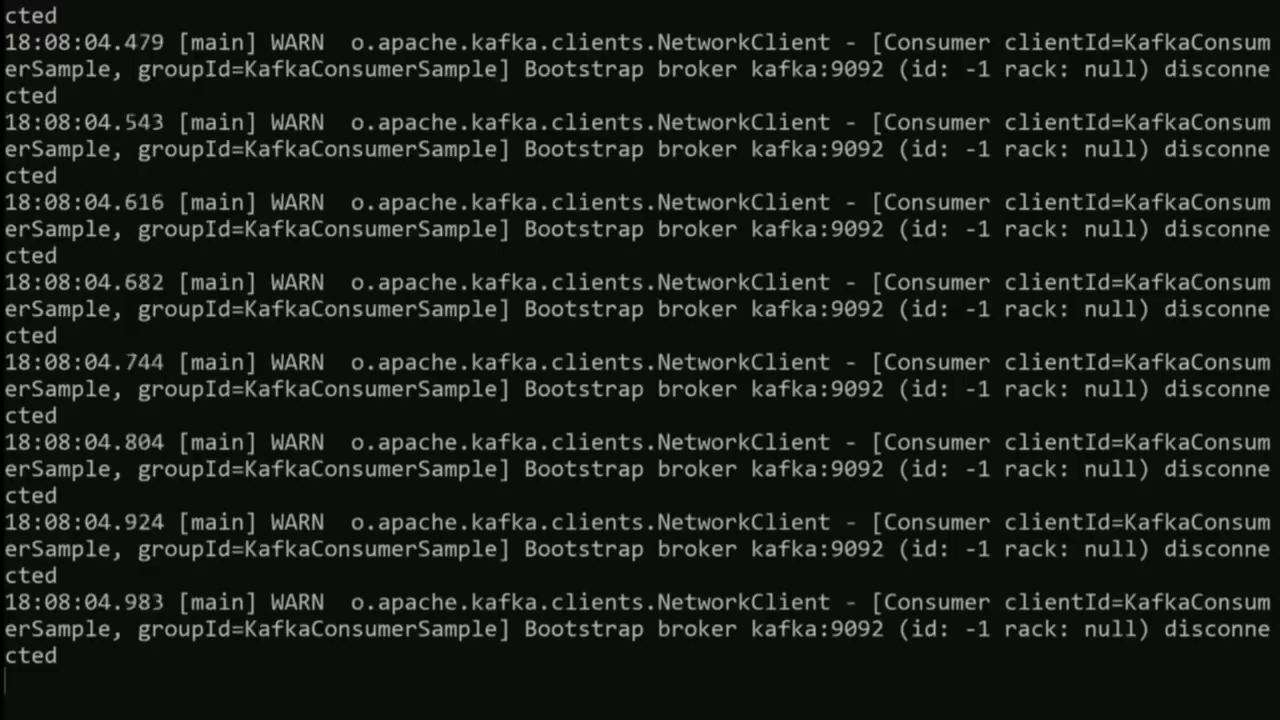 cted
18:08:04.479 [main] WARN  o.apache.kafka.clients.NetworkClient - [Consumer clientId=KafkaConsum
erSample, groupId=KafkaConsumerSample] Bootstrap broker kafka:9092 (id: -1 rack: null) disconne
cted
18:08:04.543 [main] WARN  o.apache.kafka.clients.NetworkClient - [Consumer clientId=KafkaConsum
erSample, groupId=KafkaConsumerSample] Bootstrap broker kafka:9092 (id: -1 rack: null) disconne
cted
18:08:04.616 [main] WARN  o.apache.kafka.clients.NetworkClient - [Consumer clientId=KafkaConsum
erSample, groupId=KafkaConsumerSample] Bootstrap broker kafka:9092 (id: -1 rack: null) disconne
cted
18:08:04.682 [main] WARN  o.apache.kafka.clients.NetworkClient - [Consumer clientId=KafkaConsum
erSample, groupId=KafkaConsumerSample] Bootstrap broker kafka:9092 (id: -1 rack: null) disconne
cted
18:08:04.744 [main] WARN  o.apache.kafka.clients.NetworkClient - [Consumer clientId=KafkaConsum
erSample, groupId=KafkaConsumerSample] Bootstrap broker kafka:9092 (id: -1 rack: null) disconne
cted
18:08:04.804 [main] WARN  o.apache.kafka.clients.NetworkClient - [Consumer clientId=KafkaConsum
erSample, groupId=KafkaConsumerSample] Bootstrap broker kafka:9092 (id: -1 rack: null) disconne
cted
18:08:04.924 [main] WARN  o.apache.kafka.clients.NetworkClient - [Consumer clientId=KafkaConsum
erSample, groupId=KafkaConsumerSample] Bootstrap broker kafka:9092 (id: -1 rack: null) disconne
cted
18:08:04.983 [main] WARN  o.apache.kafka.clients.NetworkClient - [Consumer clientId=KafkaConsum
erSample, groupId=KafkaConsumerSample] Bootstrap broker kafka:9092 (id: -1 rack: null) disconne
cted